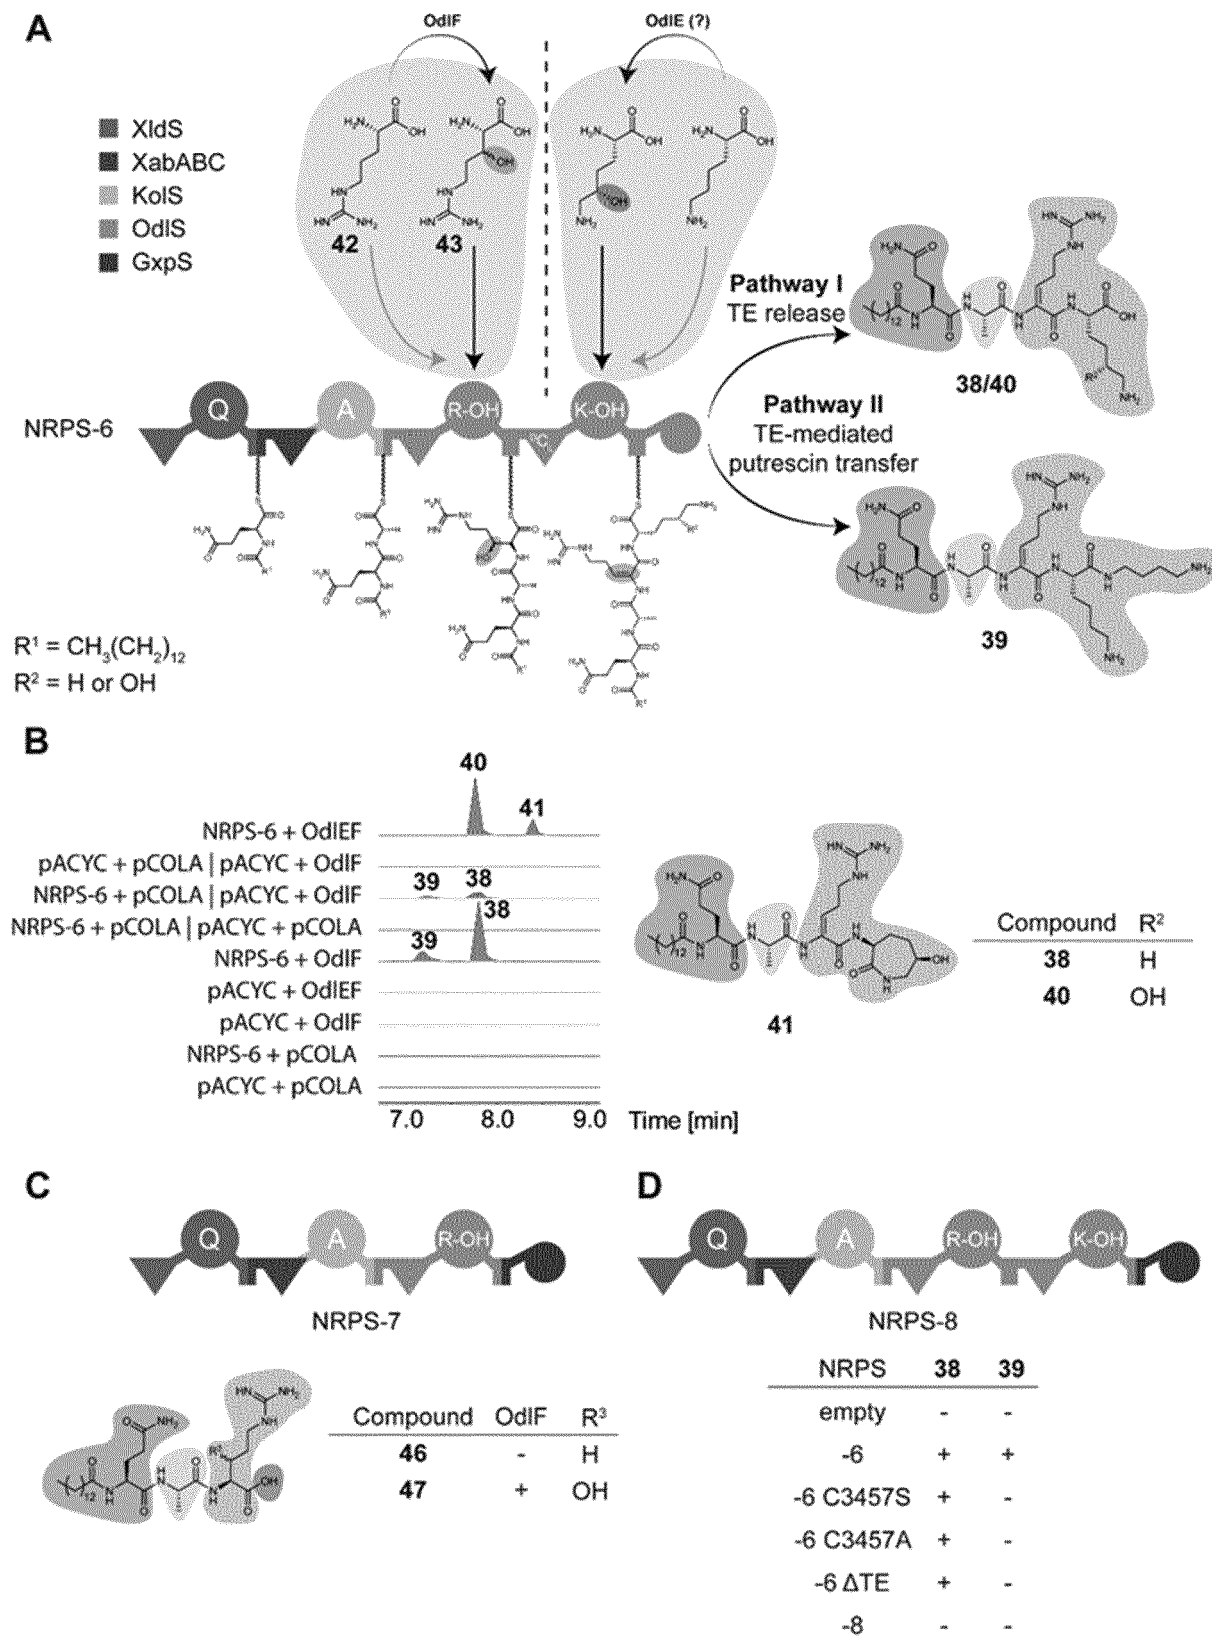 A
OdlF
OdlE (?)
XldS
XabABC
KolS
OdlS
GxpS
42
43
Pathway I
TE release
38/40
Pathway II
TE-mediated
putrescin transfer
39
NRPS-6
Q
A
R-OH
K-OH
R¹ = CH₃(CH₂)₁₂
R² = H or OH
B
40
41
NRPS-6 + OdlEF
pACYC + pCOLA | pACYC + OdlF
NRPS-6 + pCOLA | pACYC + OdlF
39 38
NRPS-6 + pCOLA | pACYC + pCOLA
38
39
NRPS-6 + OdlF
pACYC + OdlEF
pACYC + OdlF
NRPS-6 + pCOLA
pACYC + pCOLA
7.0 8.0 9.0 Time [min]
41
Compound R²
38 H
40 OH
C
Q A R-OH
NRPS-7
Compound OdlF R³
46 - H
47 + OH
D
Q A R-OH K-OH
NRPS-8
NRPS 38 39
empty - -
-6 + +
-6 C3457S + -
-6 C3457A + -
-6 ΔTE + -
-8 - -